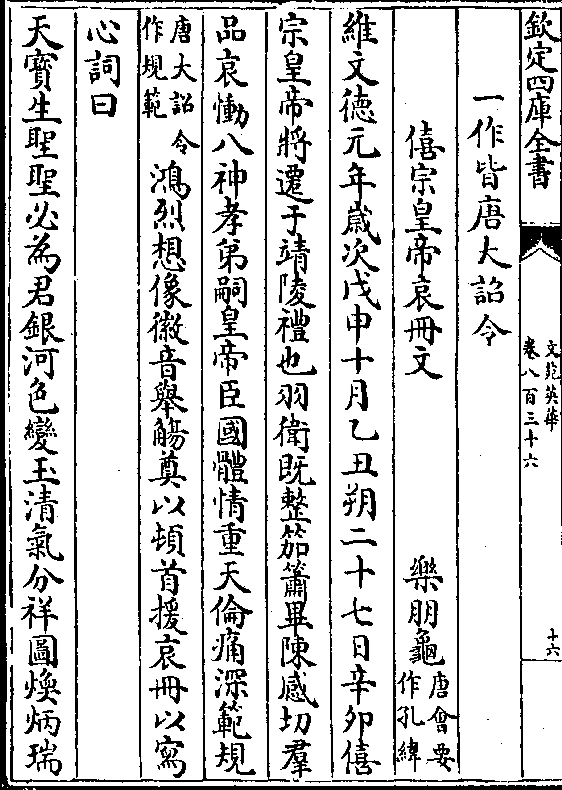 欽定四庫全書
文苑英華
卷八百三十六
十六
一作皆唐大詔令
僖宗皇帝哀冊文
樂朋龜唐會要作孔緯
維文德元年嵗次戊申十月乙丑朔二十七日辛卯僖
宗皇帝將遷于靖陵禮也羽衛既整笳簫畢陳感切羣
品哀慟八神孝弟嗣皇帝臣國體情重天倫痛深範規
唐大詔令作規範鴻烈想像徽音舉觴奠以頓首援哀冊以寫
心詞曰
天寳生聖聖必為君銀河色變玉清氣分祥圖煥炳瑞